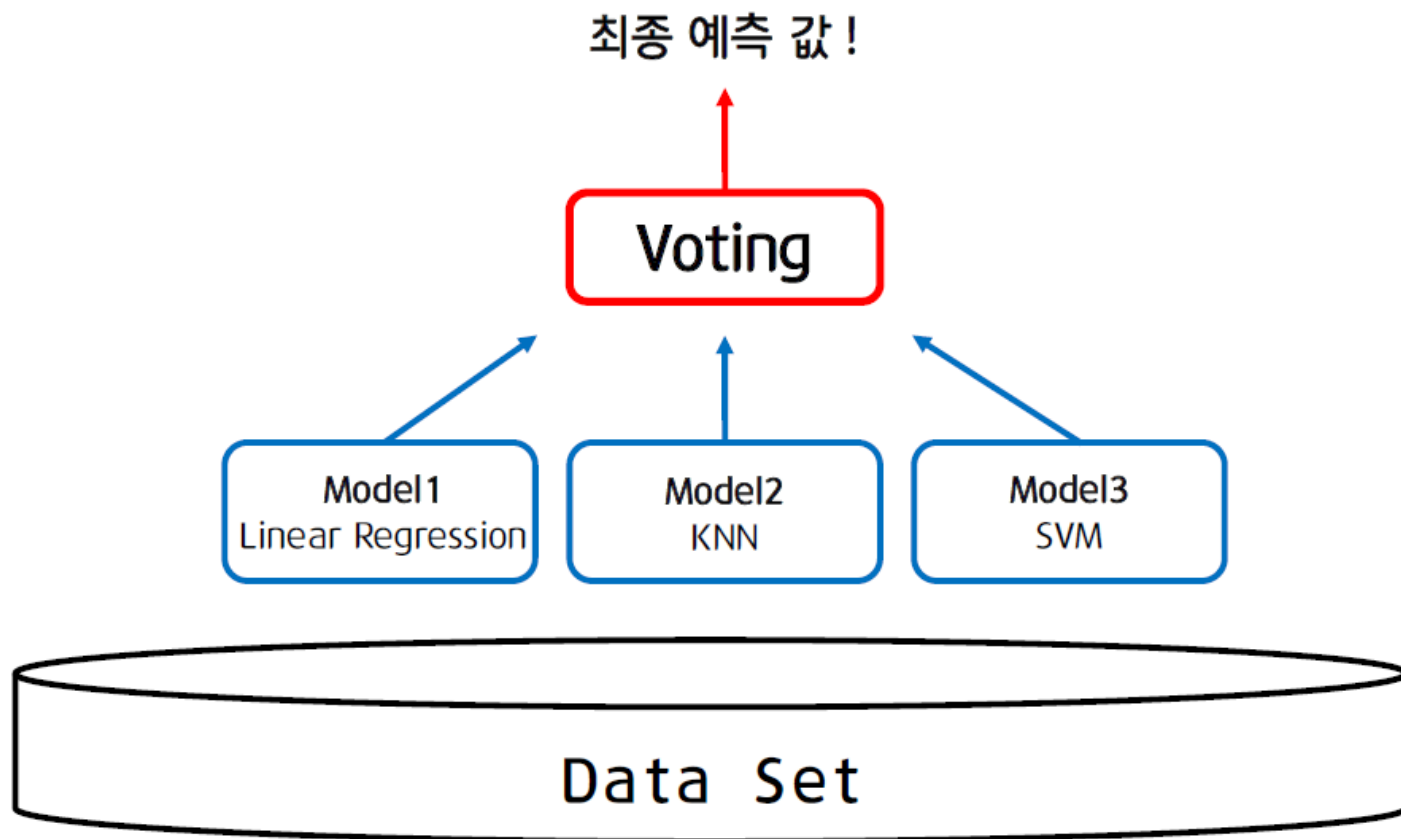 최종 예측 값 !
Voting
Model1
Linear Regression
Model2
KNN
Model3
SVM
Data Set